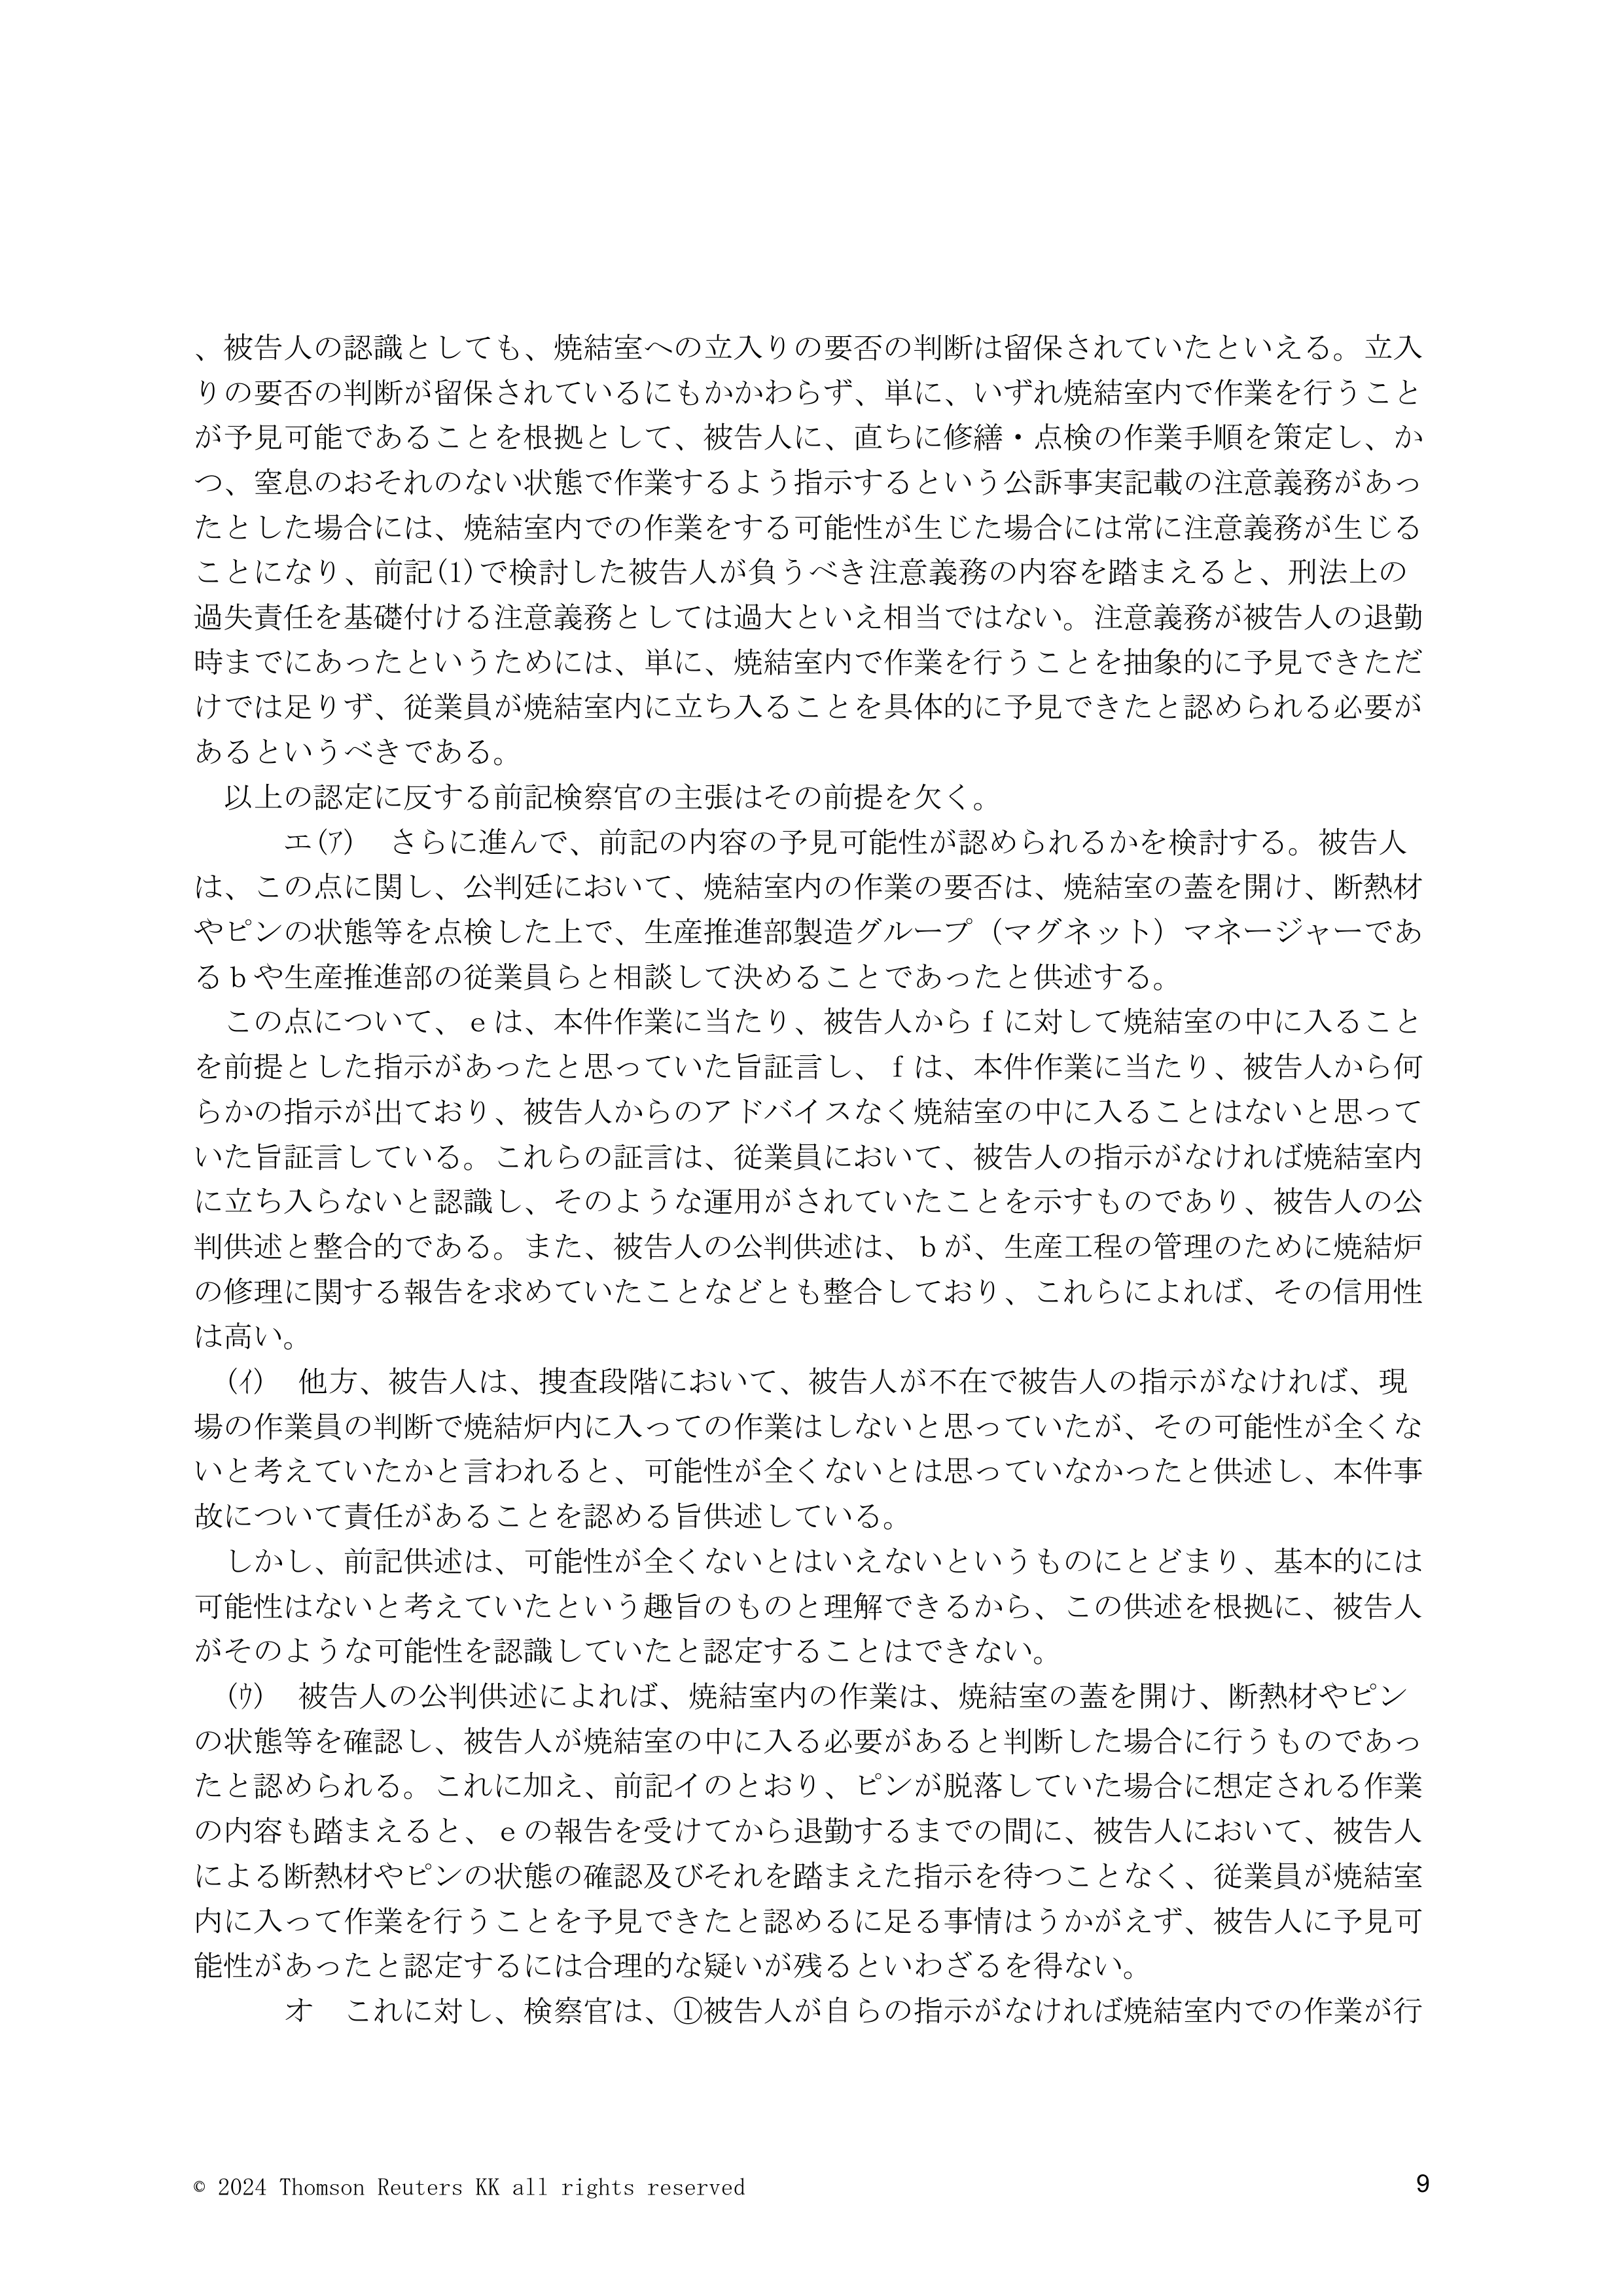 、被告人の認識としても、焼結室への立入りの要否の判断は留保されていたといえる。立入
りの要否の判断が留保されているにもかかわらず、単に、いずれ焼結室内で作業を行うこと
が予見可能であることを根拠として、被告人に、直ちに修繕・点検の作業手順を策定し、か
つ、窒息のおそれのない状態で作業するよう指示するという公訴事実記載の注意義務があっ
たとした場合には、焼結室内での作業をする可能性が生じた場合には常に注意義務が生じる
ことになり、前記(1)で検討した被告人が負うべき注意義務の内容を踏まえると、刑法上の
過失責任を基礎付ける注意義務としては過大といえ相当ではない。注意義務が被告人の退勤
時までにあったというためには、単に、焼結室内で作業を行うことを抽象的に予見できただ
けでは足りず、従業員が焼結室内に立ち入ることを具体的に予見できたと認められる必要が
あるというべきである。
　以上の認定に反する前記検察官の主張はその前提を欠く。
　　　エ(ｱ)　さらに進んで、前記の内容の予見可能性が認められるかを検討する。被告人
は、この点に関し、公判廷において、焼結室内の作業の要否は、焼結室の蓋を開け、断熱材
やピンの状態等を点検した上で、生産推進部製造グループ（マグネット）マネージャーであ
るｂや生産推進部の従業員らと相談して決めることであったと供述する。
　この点について、ｅは、本件作業に当たり、被告人からｆに対して焼結室の中に入ること
を前提とした指示があったと思っていた旨証言し、ｆは、本件作業に当たり、被告人から何
らかの指示が出ており、被告人からのアドバイスなく焼結室の中に入ることはないと思って
いた旨証言している。これらの証言は、従業員において、被告人の指示がなければ焼結室内
に立ち入らないと認識し、そのような運用がされていたことを示すものであり、被告人の公
判供述と整合的である。また、被告人の公判供述は、ｂが、生産工程の管理のために焼結炉
の修理に関する報告を求めていたことなどとも整合しており、これらによれば、その信用性
は高い。
　(ｲ)　他方、被告人は、捜査段階において、被告人が不在で被告人の指示がなければ、現
場の作業員の判断で焼結炉内に入っての作業はしないと思っていたが、その可能性が全くな
いと考えていたかと言われると、可能性が全くないとは思っていなかったと供述し、本件事
故について責任があることを認める旨供述している。
　しかし、前記供述は、可能性が全くないとはいえないというものにとどまり、基本的には
可能性はないと考えていたという趣旨のものと理解できるから、この供述を根拠に、被告人
がそのような可能性を認識していたと認定することはできない。
　(ｳ)　被告人の公判供述によれば、焼結室内の作業は、焼結室の蓋を開け、断熱材やピン
の状態等を確認し、被告人が焼結室の中に入る必要があると判断した場合に行うものであっ
たと認められる。これに加え、前記イのとおり、ピンが脱落していた場合に想定される作業
の内容も踏まえると、ｅの報告を受けてから退勤するまでの間に、被告人において、被告人
による断熱材やピンの状態の確認及びそれを踏まえた指示を待つことなく、従業員が焼結室
内に入って作業を行うことを予見できたと認めるに足る事情はうかがえず、被告人に予見可
能性があったと認定するには合理的な疑いが残るといわざるを得ない。
　　　オ　これに対し、検察官は、①被告人が自らの指示がなければ焼結室内での作業が行
© 2024 Thomson Reuters KK all rights reserved
9